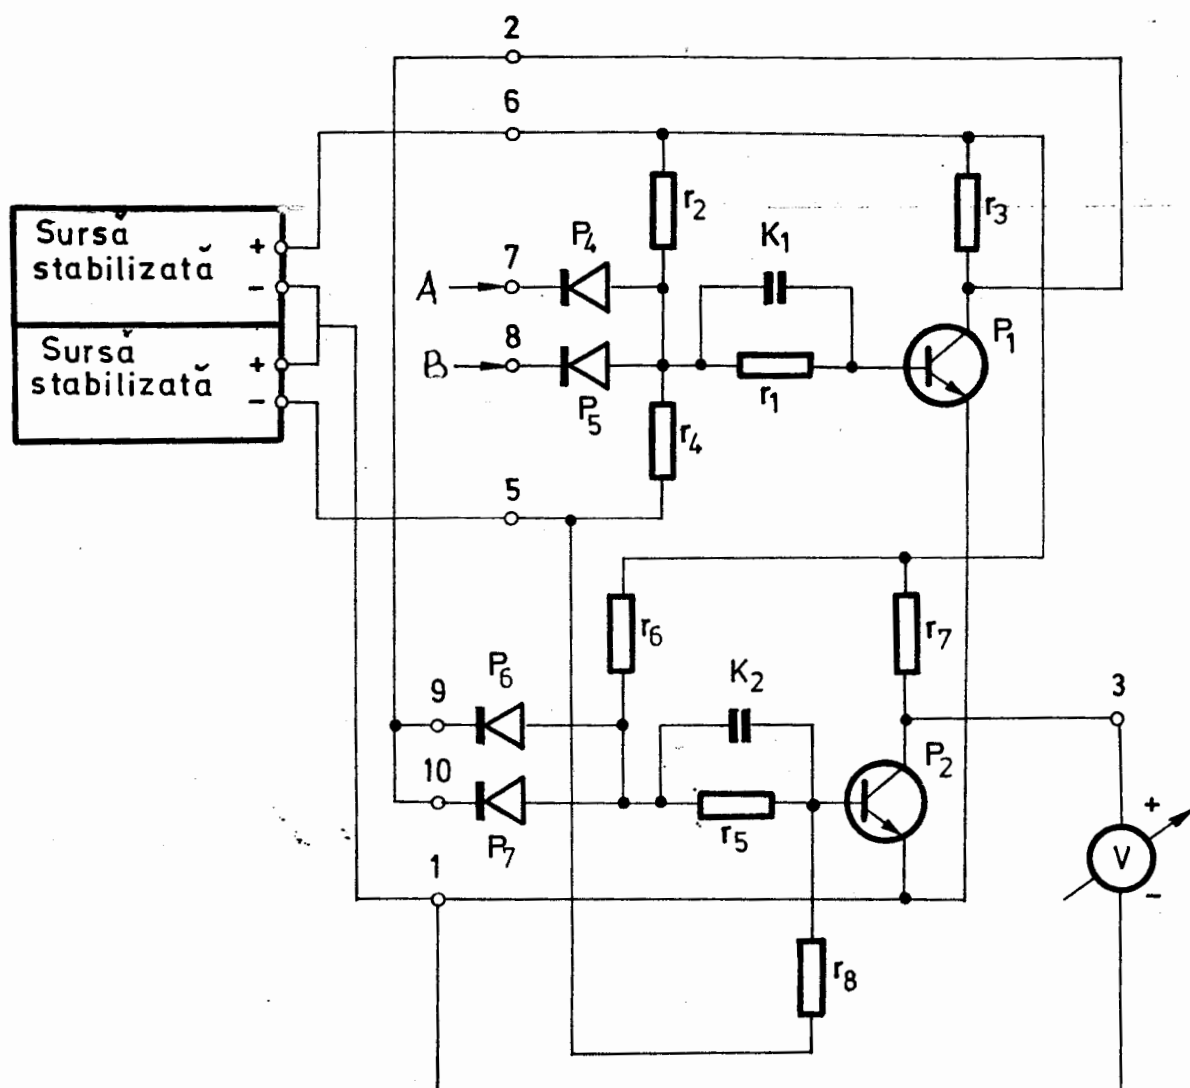 2
6
Sursă
stabilizată
+
−
Sursă
stabilizată
+
−
r2
r3
P4
K1
A
7
P1
8
B
r1
P5
r4
5
r6
r7
P6
K2
9
3
10
P2
r5
P7
+
V
−
1
r8